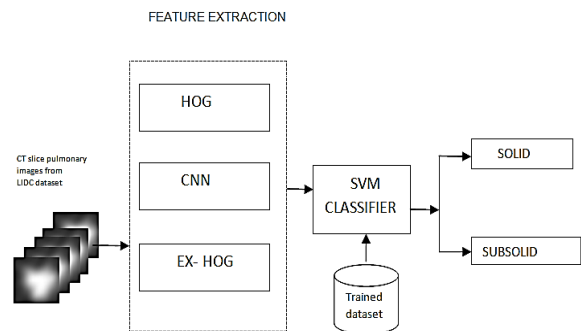 FEATURE EXTRACTION
HOG
CNN
EX- HOG
CT slice pulmonary
images from
LIDC dataset
SVM
CLASSIFIER
Trained
dataset
SOLID
SUBSOLID